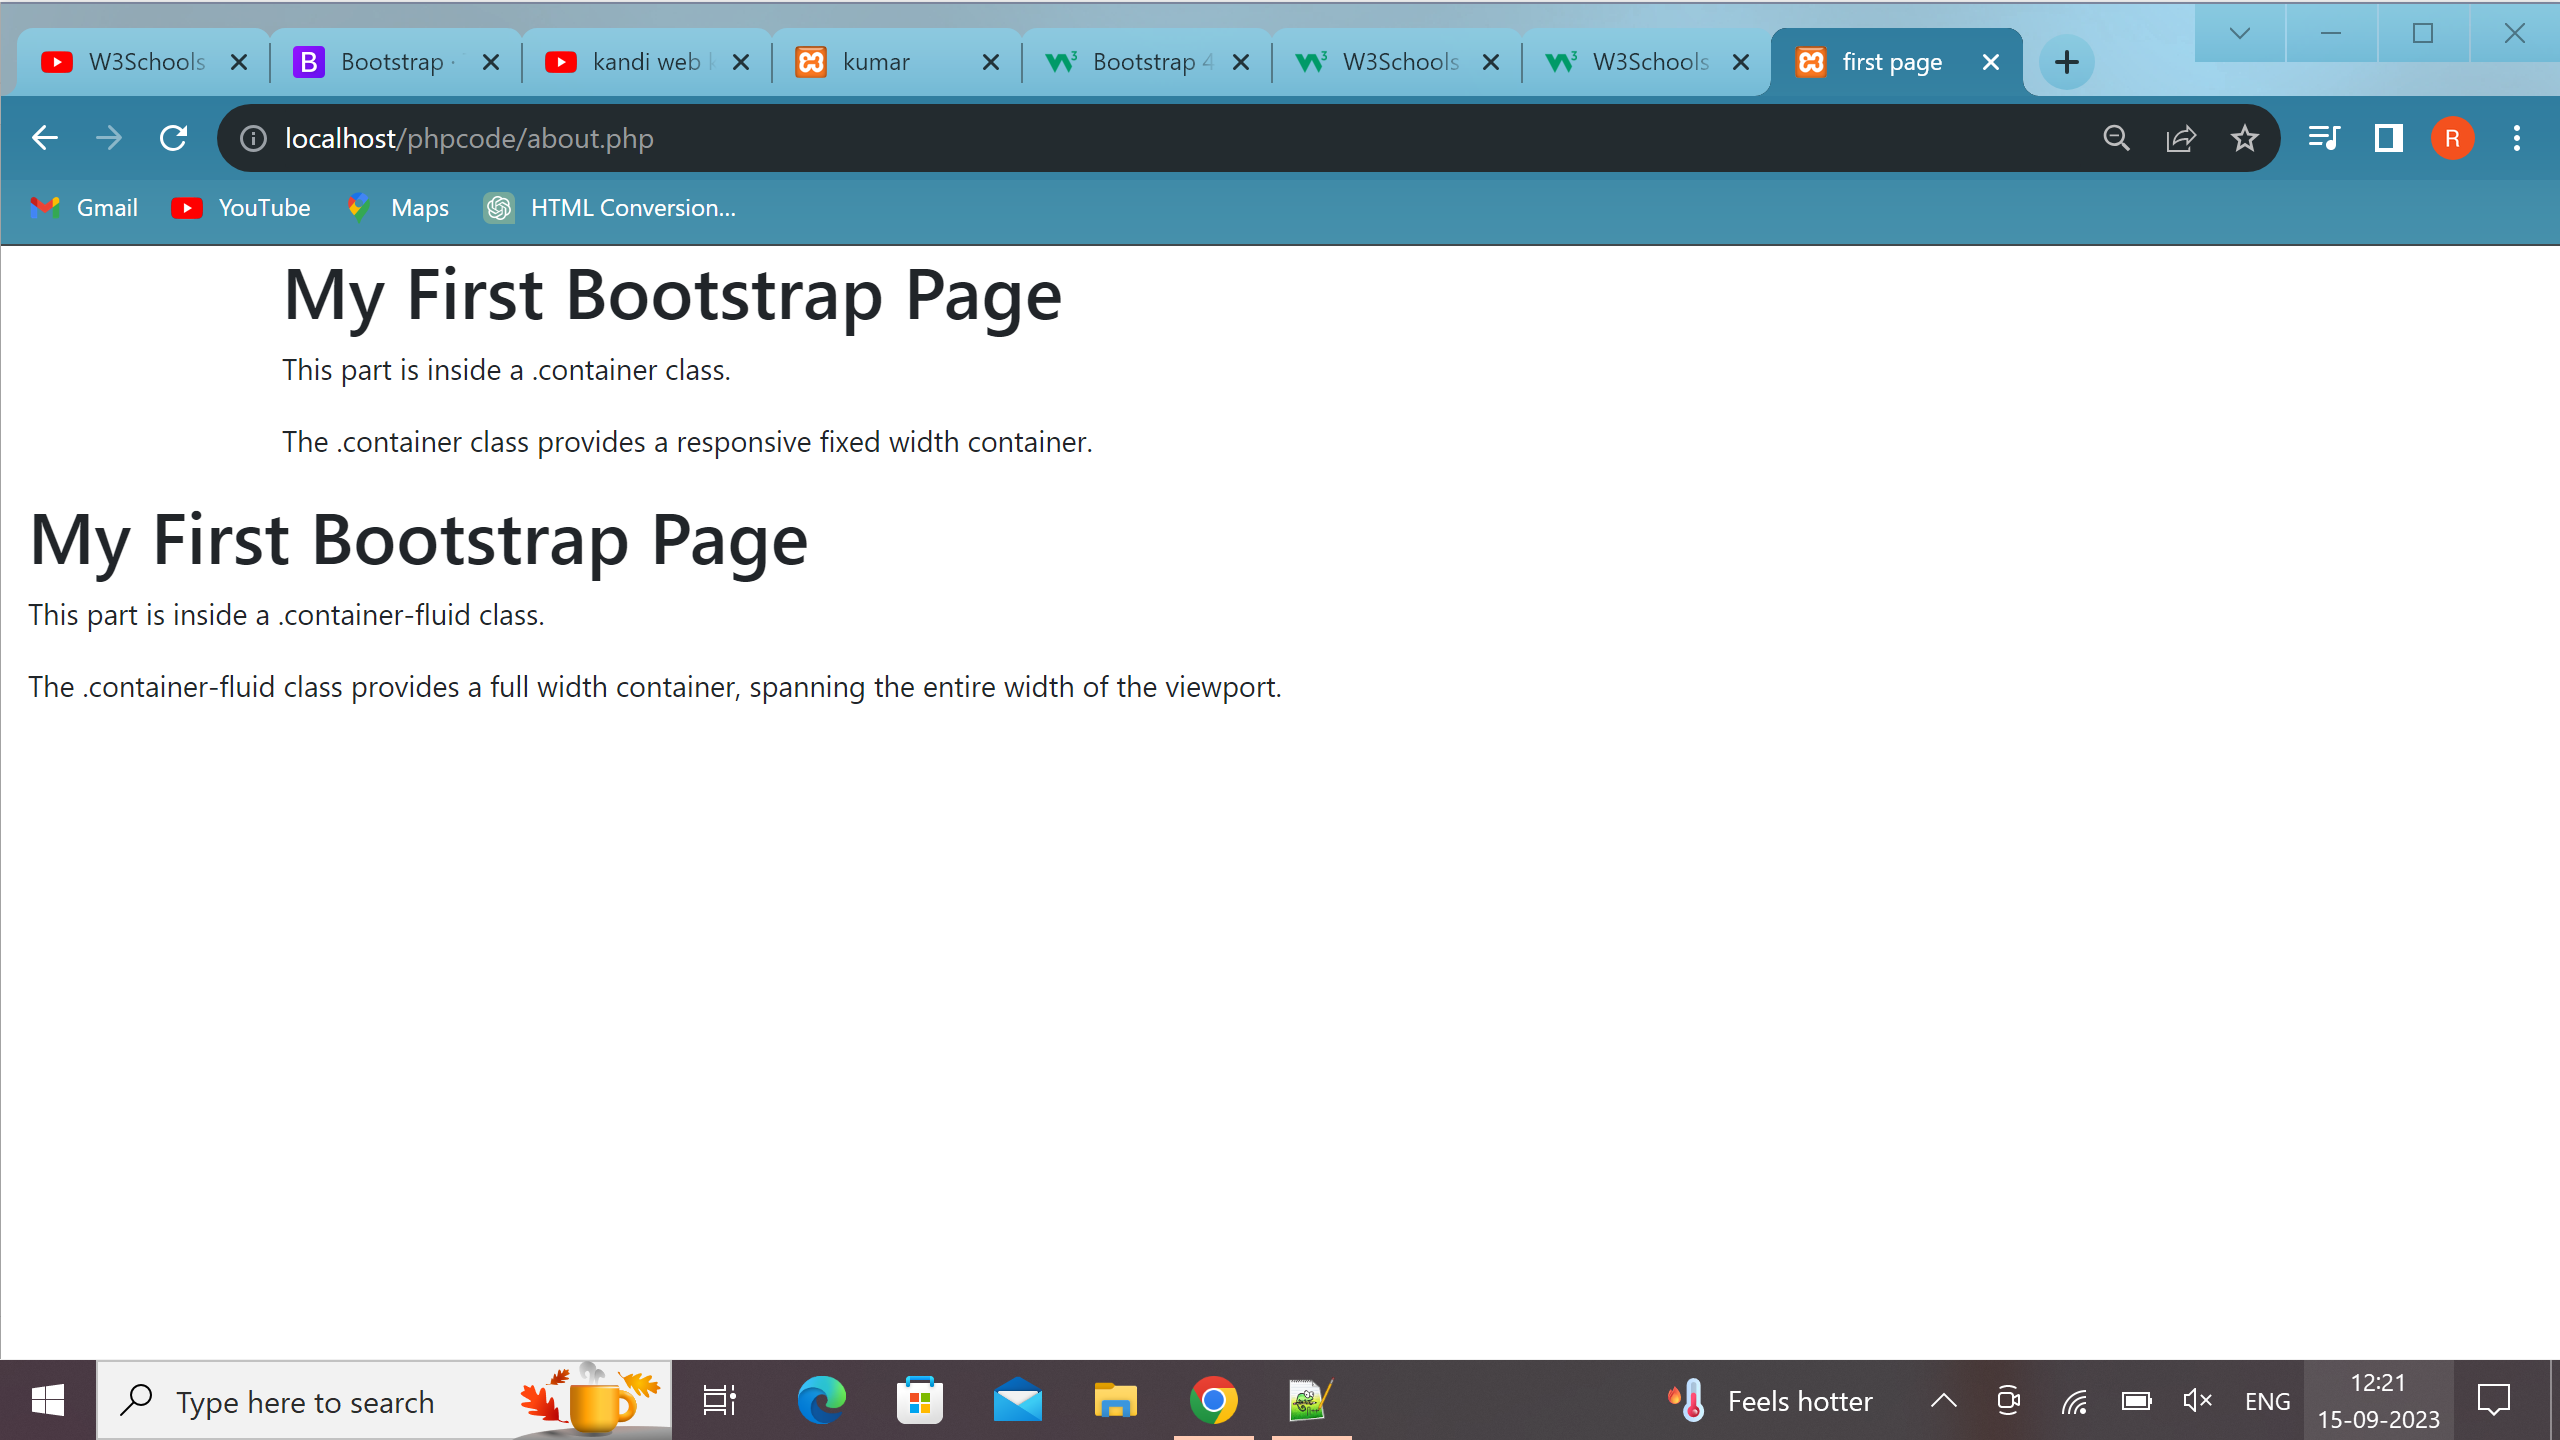 W3Schools
Bootstrap ·
kandi web
kumar
Bootstrap 4
W3Schools
W3Schools
first page
localhost/phpcode/about.php
R
Gmail
YouTube
Maps
HTML Conversion...
My First Bootstrap Page
This part is inside a .container class.
The .container class provides a responsive fixed width container.
My First Bootstrap Page
This part is inside a .container-fluid class.
The .container-fluid class provides a full width container, spanning the entire width of the viewport.
Type here to search
Feels hotter
ENG
12:21
15-09-2023